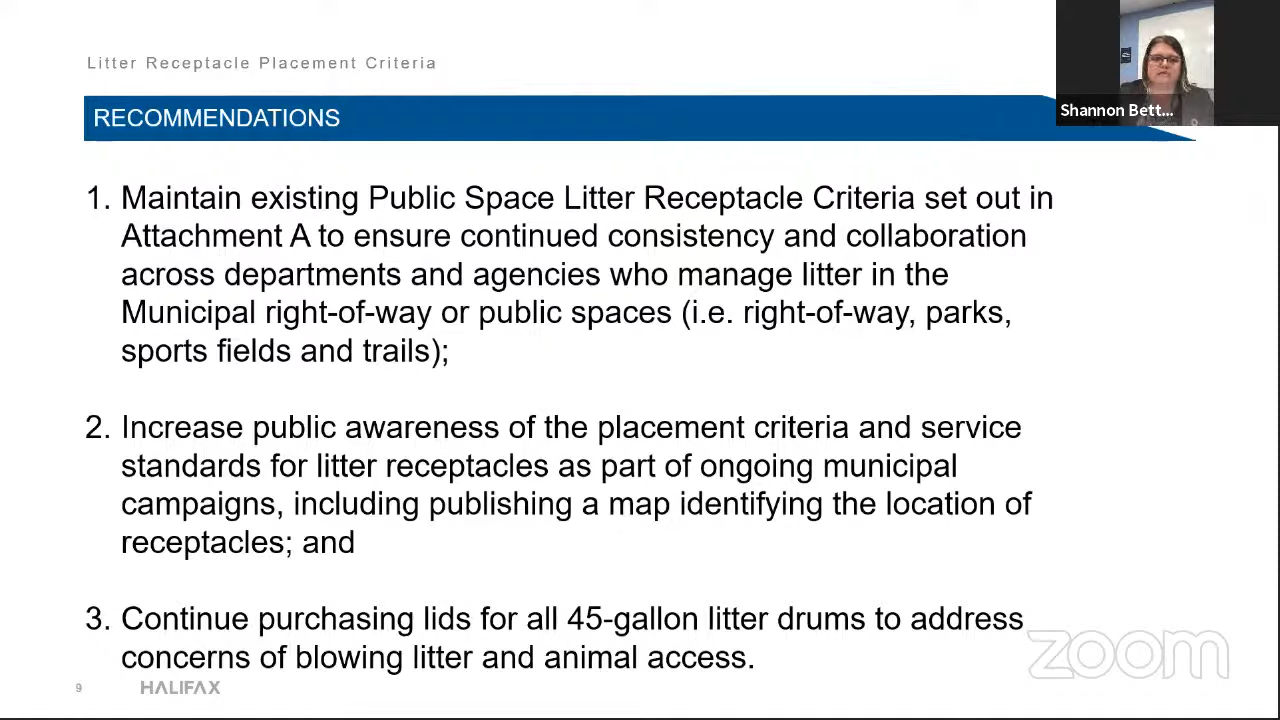 Litter Receptacle Placement Criteria
RECOMMENDATIONS
Shannon Bett...
1. Maintain existing Public Space Litter Receptacle Criteria set out in
Attachment A to ensure continued consistency and collaboration
across departments and agencies who manage litter in the
Municipal right-of-way or public spaces (i.e. right-of-way, parks,
sports fields and trails);
2. Increase public awareness of the placement criteria and service
standards for litter receptacles as part of ongoing municipal
campaigns, including publishing a map identifying the location of
receptacles; and
3. Continue purchasing lids for all 45-gallon litter drums to address
concerns of blowing litter and animal access.
zoom
9 HALIFAX